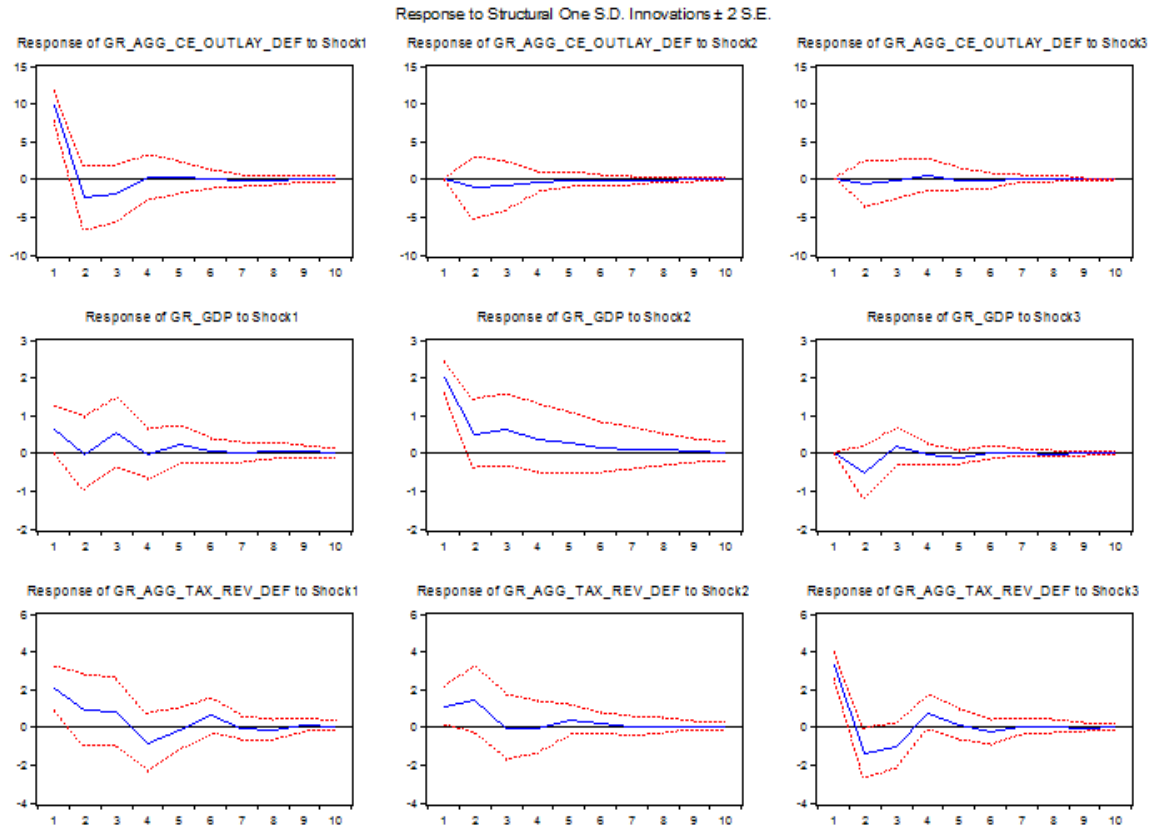 Response to Structural One S.D. Innovations ± 2 S.E.
Response of GR_AGG_CE_OUTLAY_DEF to Shock1
15
10
5
0
-5
-10
1 2 3 4 5 6 7 8 9 10
Response of GR_AGG_CE_OUTLAY_DEF to Shock2
15
10
5
0
-5
-10
1 2 3 4 5 6 7 8 9 10
Response of GR_AGG_CE_OUTLAY_DEF to Shock3
15
10
5
0
-5
-10
1 2 3 4 5 6 7 8 9 10
Response of GR_GDP to Shock1
3
2
1
0
-1
-2
1 2 3 4 5 6 7 8 9 10
Response of GR_GDP to Shock2
3
2
1
0
-1
-2
1 2 3 4 5 6 7 8 9 10
Response of GR_GDP to Shock3
3
2
1
0
-1
-2
1 2 3 4 5 6 7 8 9 10
Response of GR_AGG_TAX_REV_DEF to Shock1
6
4
2
0
-2
-4
1 2 3 4 5 6 7 8 9 10
Response of GR_AGG_TAX_REV_DEF to Shock2
6
4
2
0
-2
-4
1 2 3 4 5 6 7 8 9 10
Response of GR_AGG_TAX_REV_DEF to Shock3
6
4
2
0
-2
-4
1 2 3 4 5 6 7 8 9 10